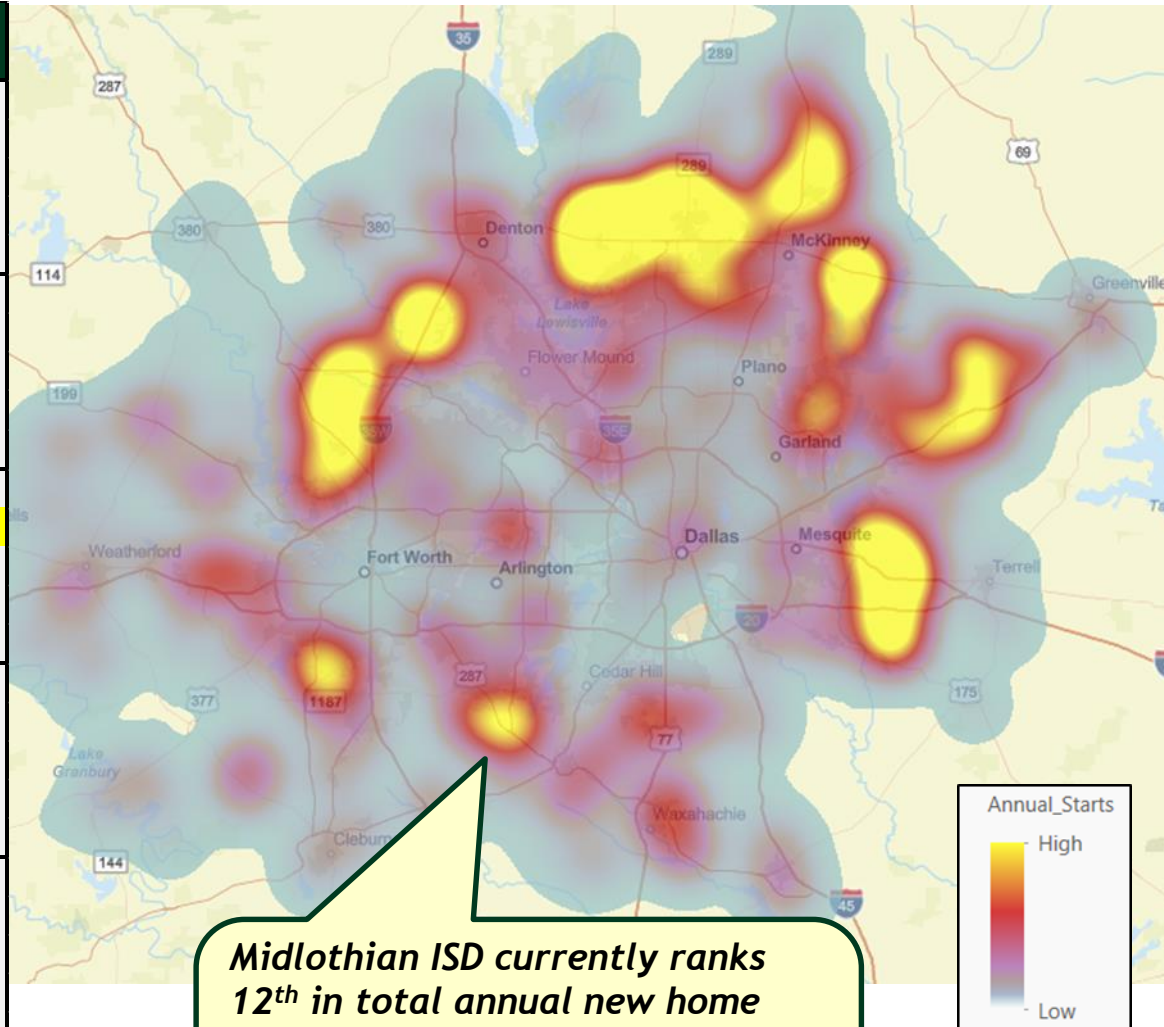 35
289
287
69
289
Denton
380
380
McKinney
114
Greenville
Lake
Lewisville
Flower Mound
Plano
199
35W
35E
Garland
Dallas
Mesquite
Weatherford
Fort Worth
Arlington
Terrell
20
Cedar Hill
287
377
1187
175
77
Lake
Granbury
Waxahachie
Cleburn
144
45
Annual_Starts
High
Low
Midlothian ISD currently ranks
12th in total annual new home